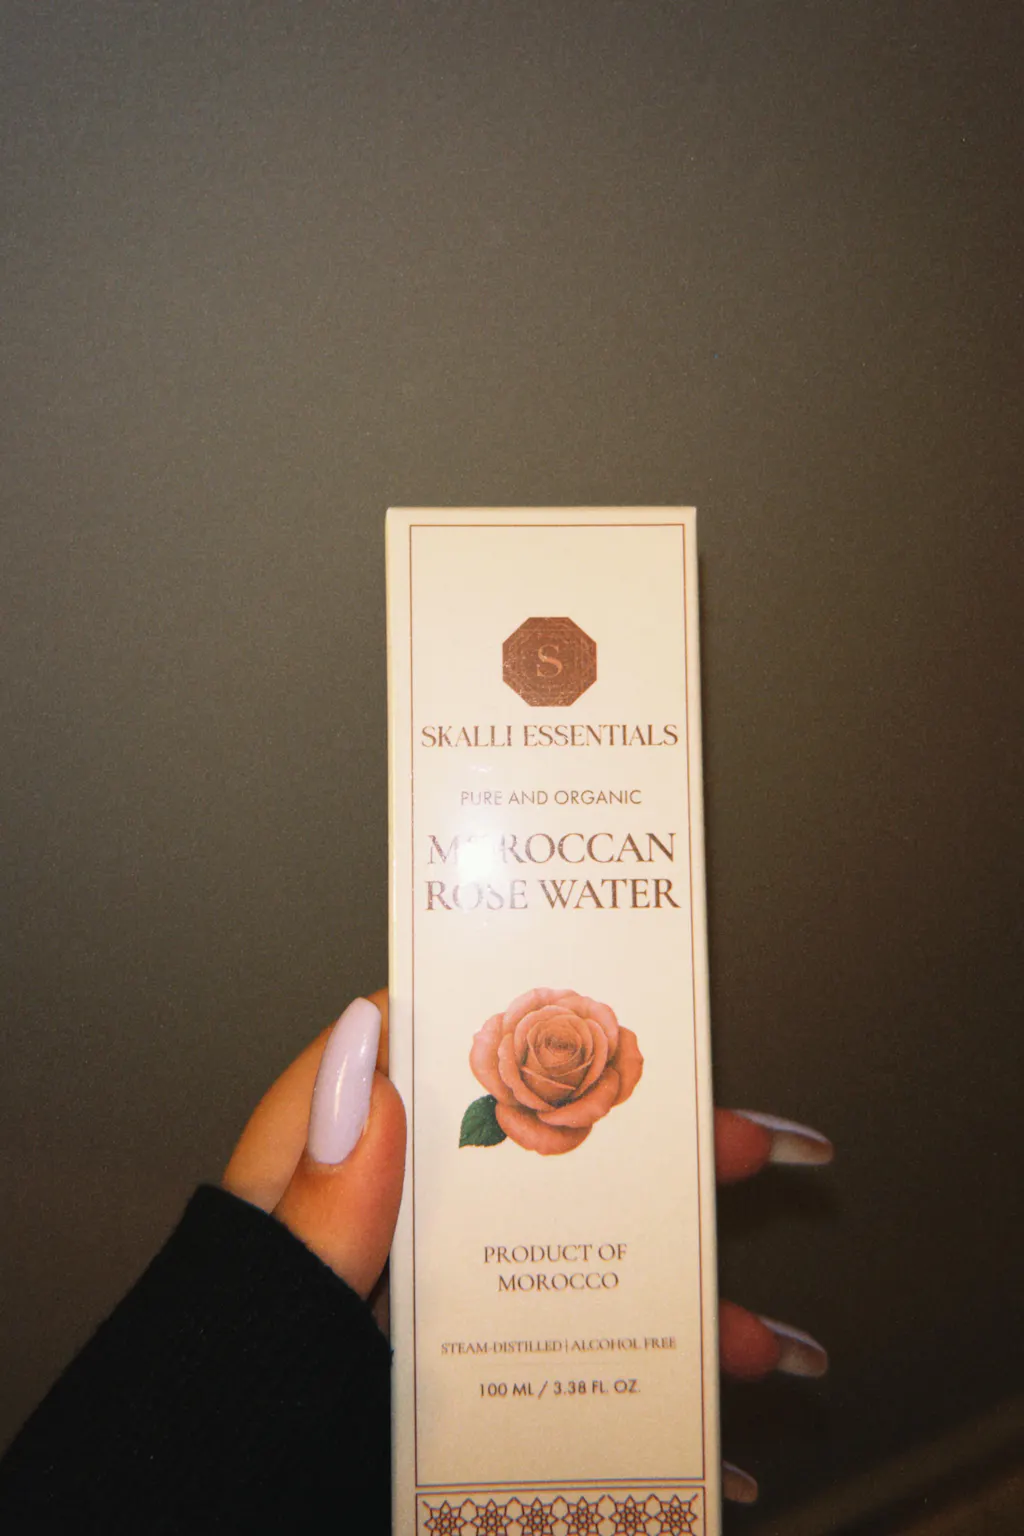 S
SKALLI ESSENTIALS
PURE AND ORGANIC
MOROCCAN
ROSE WATER
PRODUCT OF
MOROCCO
STEAM-DISTILLED | ALCOHOL FREE
100 ML / 3.38 FL. OZ.